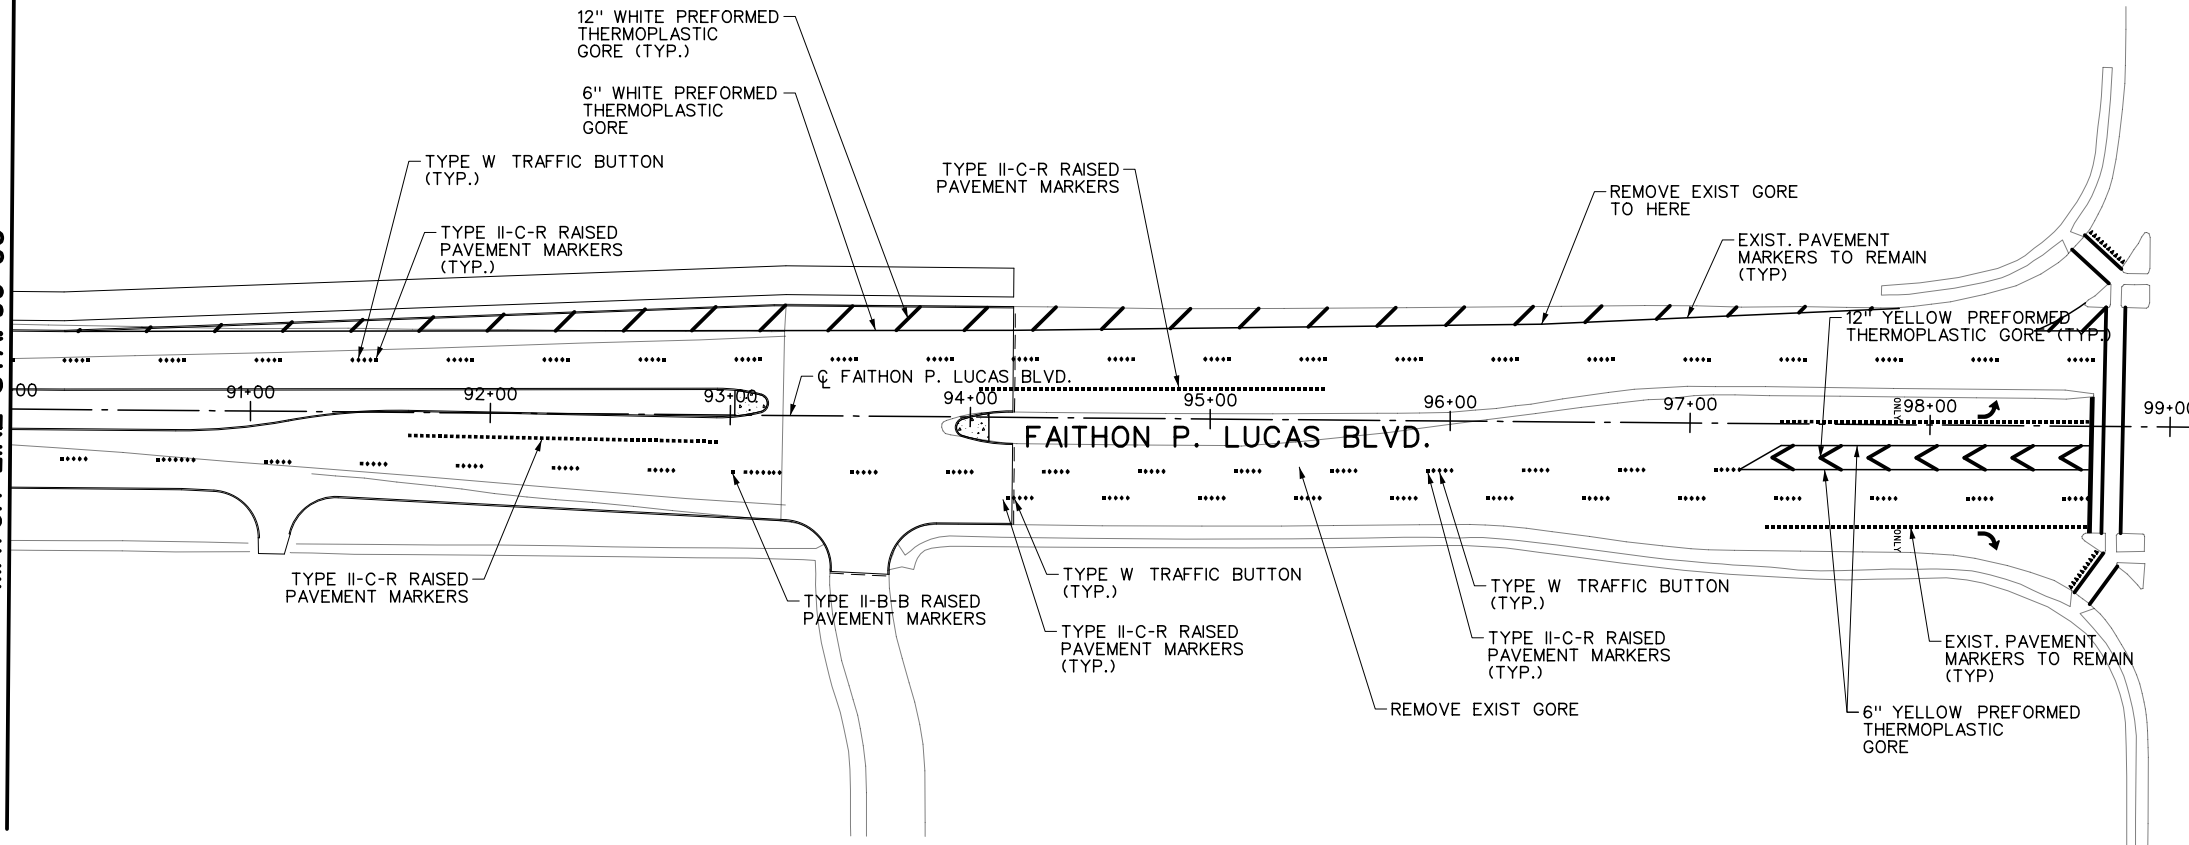 12" WHITE PREFORMED
THERMOPLASTIC
GORE (TYP.)
6" WHITE PREFORMED
THERMOPLASTIC
GORE
TYPE W TRAFFIC BUTTON
(TYP.)
TYPE II-C-R RAISED
PAVEMENT MARKERS
(TYP.)
TYPE II-C-R RAISED
PAVEMENT MARKERS
REMOVE EXIST GORE
TO HERE
EXIST. PAVEMENT
MARKERS TO REMAIN
(TYP)
12" YELLOW PREFORMED
THERMOPLASTIC GORE (TYP.)
℄ FAITHON P. LUCAS BLVD.
00
91+00
92+00
93+00
94+00
95+00
96+00
97+00
98+00
99+0
ONLY
FAITHON P. LUCAS BLVD.
ONLY
TYPE II-C-R RAISED
PAVEMENT MARKERS
TYPE II-B-B RAISED
PAVEMENT MARKERS
TYPE W TRAFFIC BUTTON
(TYP.)
TYPE II-C-R RAISED
PAVEMENT MARKERS
(TYP.)
TYPE W TRAFFIC BUTTON
(TYP.)
TYPE II-C-R RAISED
PAVEMENT MARKERS
(TYP.)
REMOVE EXIST GORE
EXIST. PAVEMENT
MARKERS TO REMAIN
(TYP)
6" YELLOW PREFORMED
THERMOPLASTIC
GORE